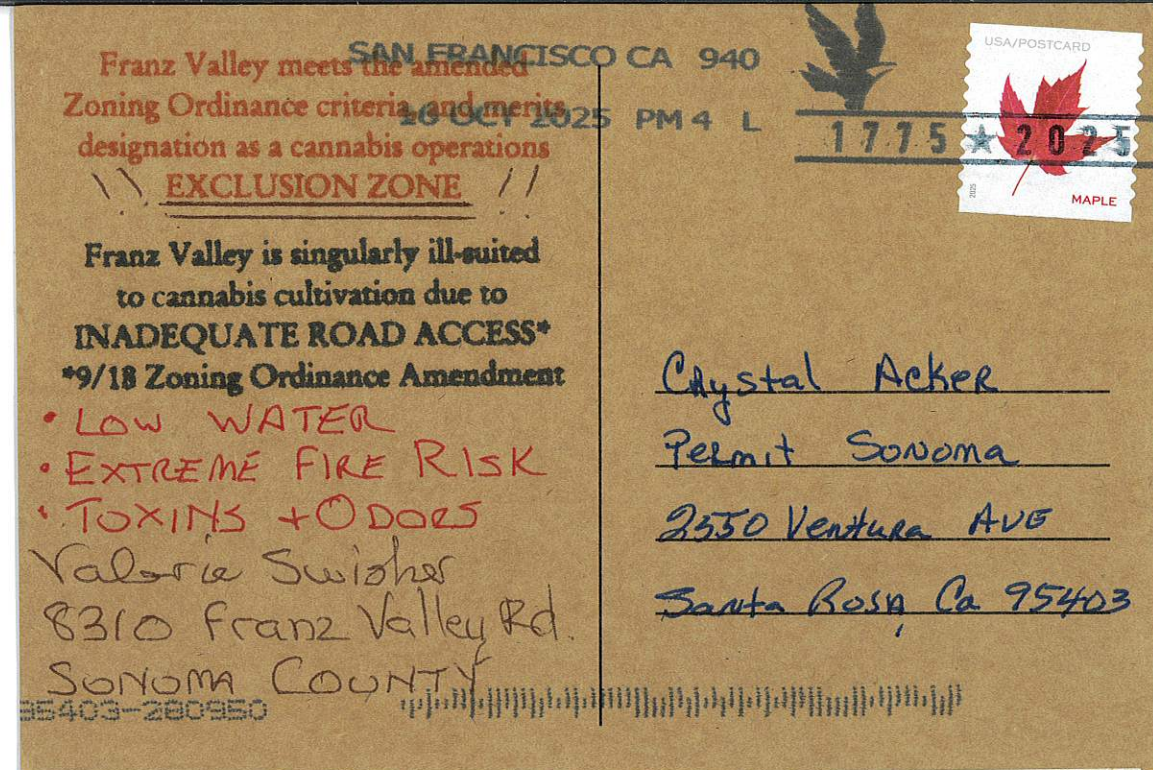 Franz Valley meets the amended
Zoning Ordinance criteria and merits
designation as a cannabis operations
\\ EXCLUSION ZONE //
Franz Valley is singularly ill-suited
to cannabis cultivation due to
INADEQUATE ROAD ACCESS*
*9/18 Zoning Ordinance Amendment
• LOW WATER
• EXTREME FIRE RISK
• TOXINS + ODORS
Valerie Swisher
8310 Franz Valley Rd.
SONOMA COUNTY
95403-280950
SAN FRANCISCO CA 940
10 OCT 2025 PM 4 L
1775 ★ 2025
USA/POSTCARD
2025
MAPLE
Crystal Acker
Permit Sonoma
2550 Ventura AVE
Santa Rosa, Ca 95403